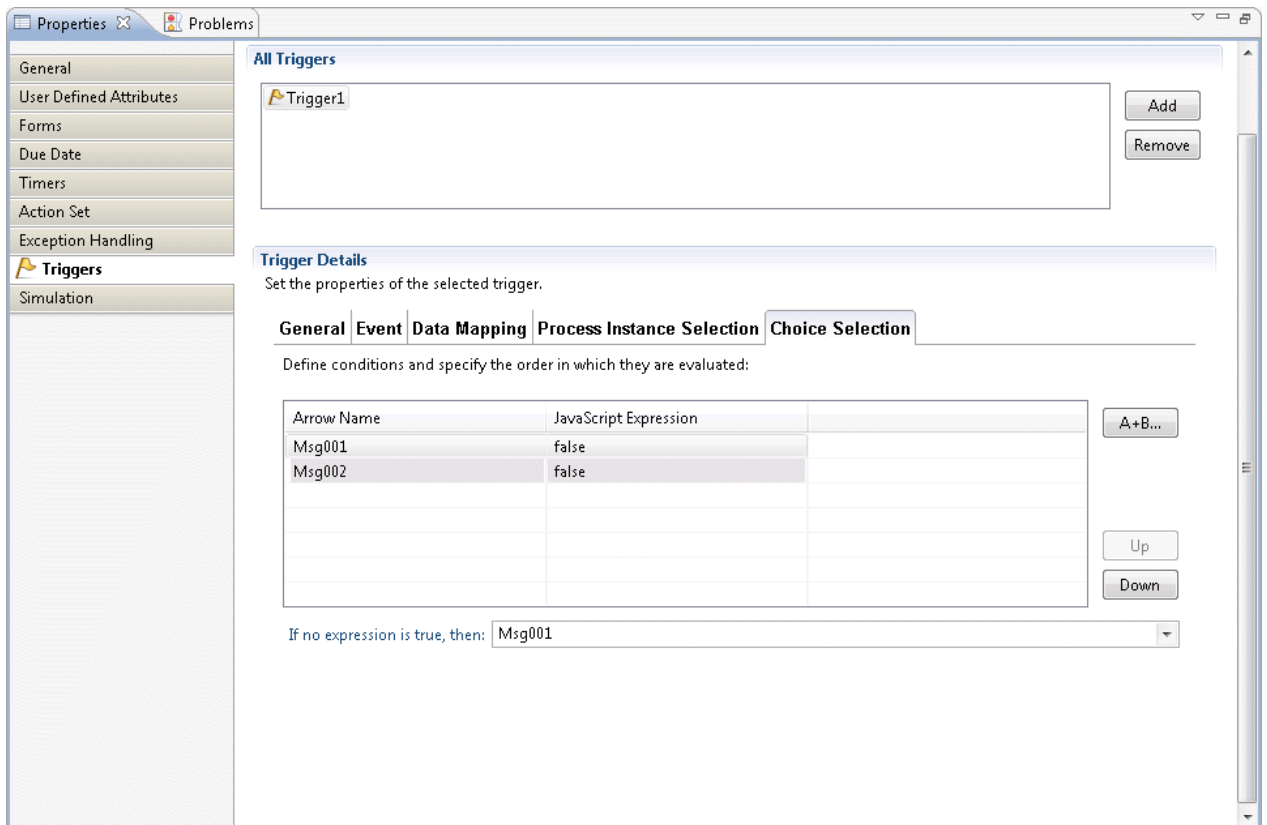 Properties Problems
General
User Defined Attributes
Forms
Due Date
Timers
Action Set
Exception Handling
Triggers
Simulation
All Triggers
Trigger1
Add
Remove
Trigger Details
Set the properties of the selected trigger.
General Event Data Mapping Process Instance Selection Choice Selection
Define conditions and specify the order in which they are evaluated:
Arrow Name JavaScript Expression
Msg001 false
Msg002 false
A+B...
Up
Down
If no expression is true, then: Msg001